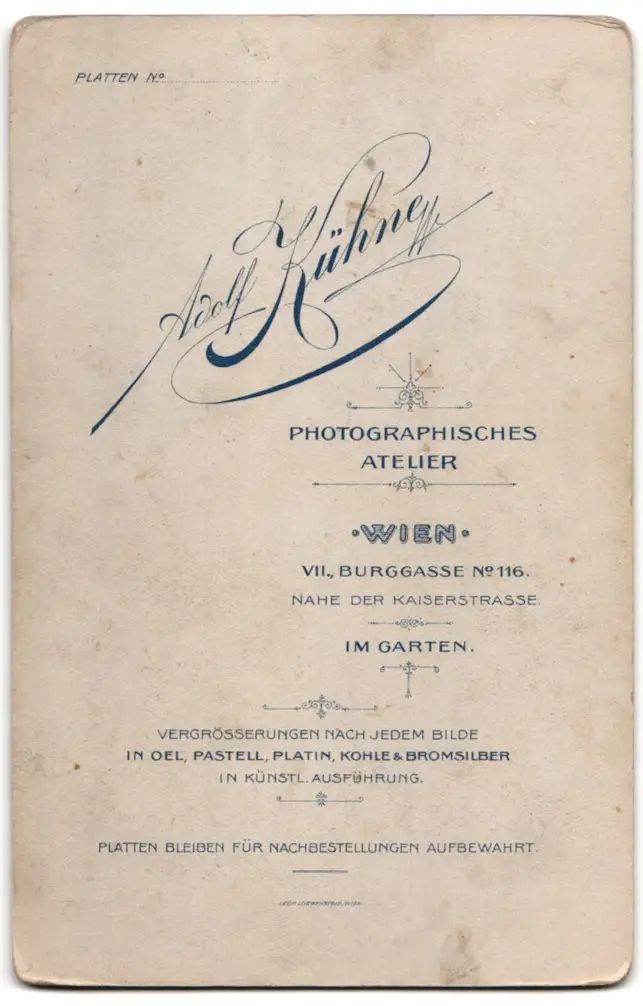 PLATTEN No
Adolf Kühne
PHOTOGRAPHISCHES
ATELIER
WIEN
VII., BURGGASSE No 116.
NAHE DER KAISERSTRASSE.
IM GARTEN.
VERGRÖSSERUNGEN NACH JEDEM BILDE
IN OEL, PASTELL, PLATIN, KOHLE & BROMSILBER
IN KÜNSTL. AUSFÜHRUNG.
PLATTEN BLEIBEN FÜR NACHBESTELLUNGEN AUFBEWAHRT.
WIEN